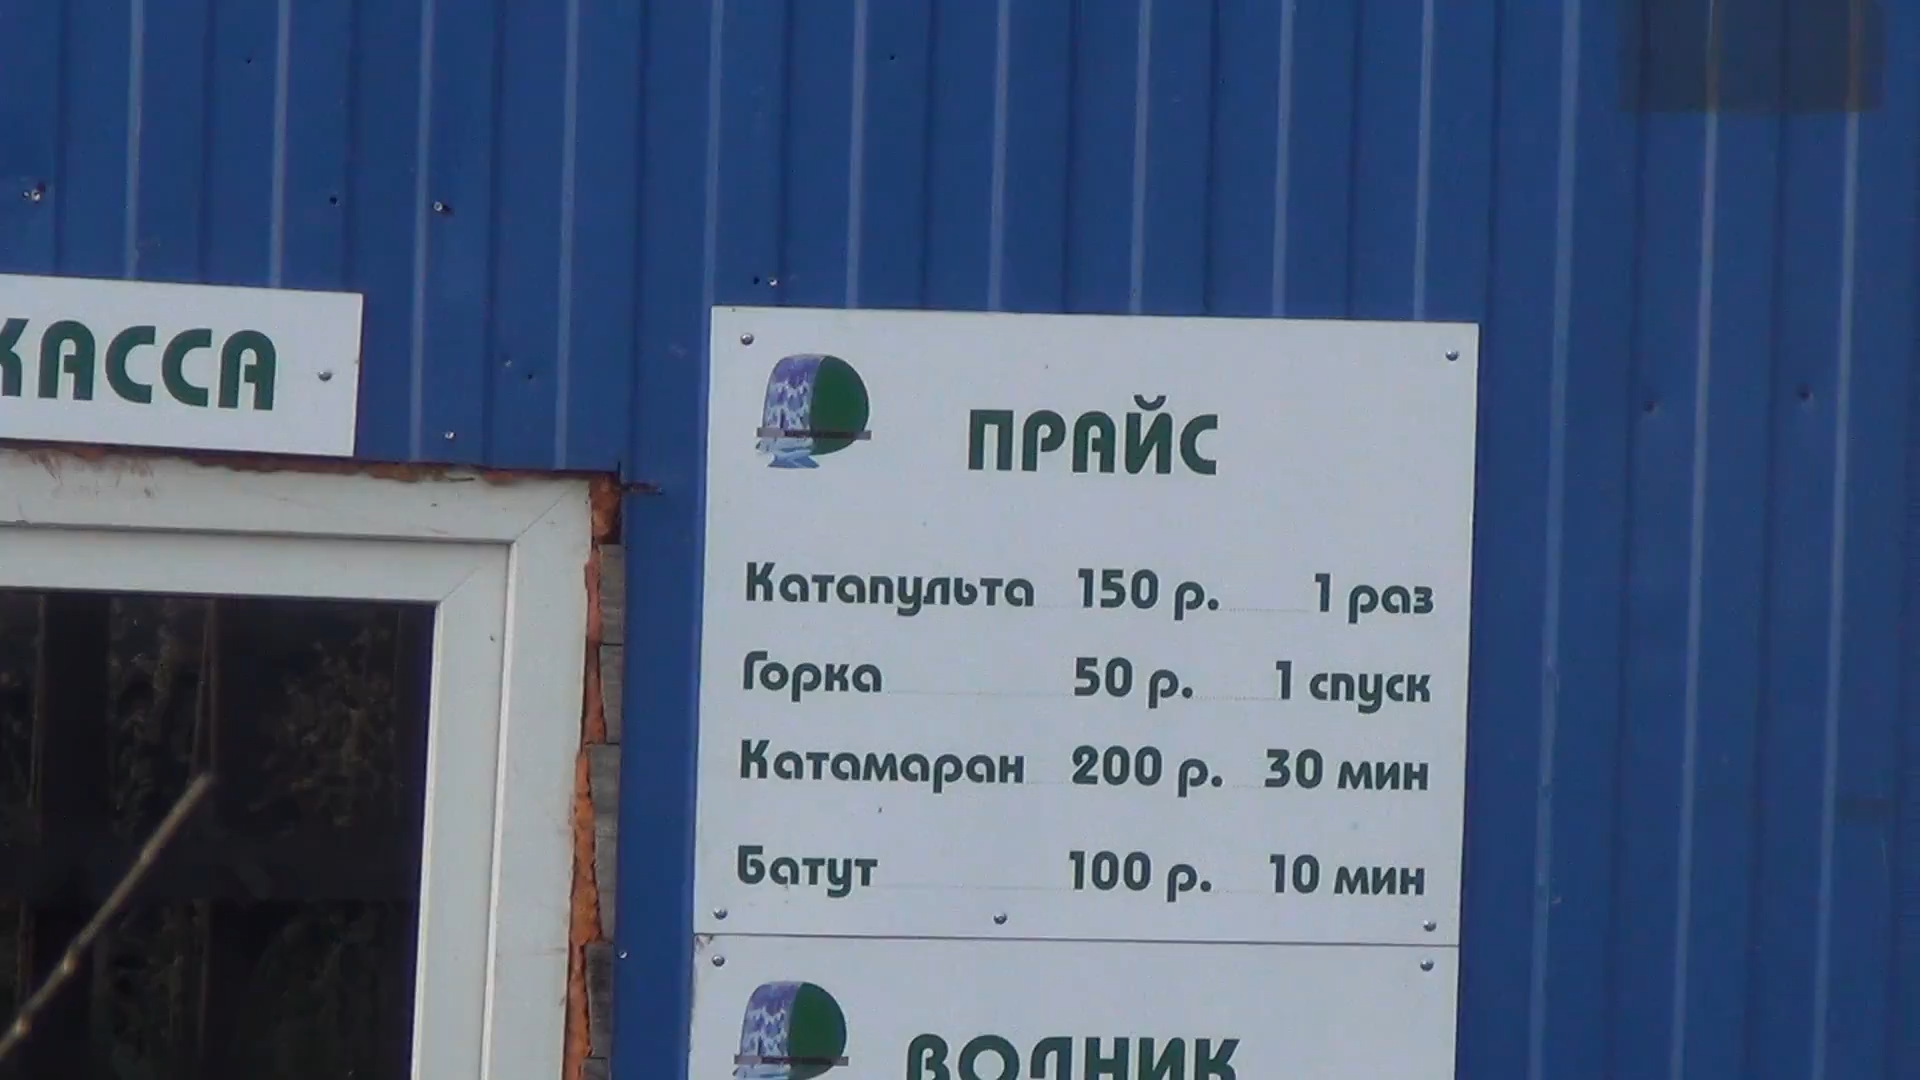 КАССА
ПРАЙС
Катапульта 150 р. 1 раз
Горка 50 р. 1 спуск
Катамаран 200 р. 30 мин
Батут 100 р. 10 мин
ВОДНИК